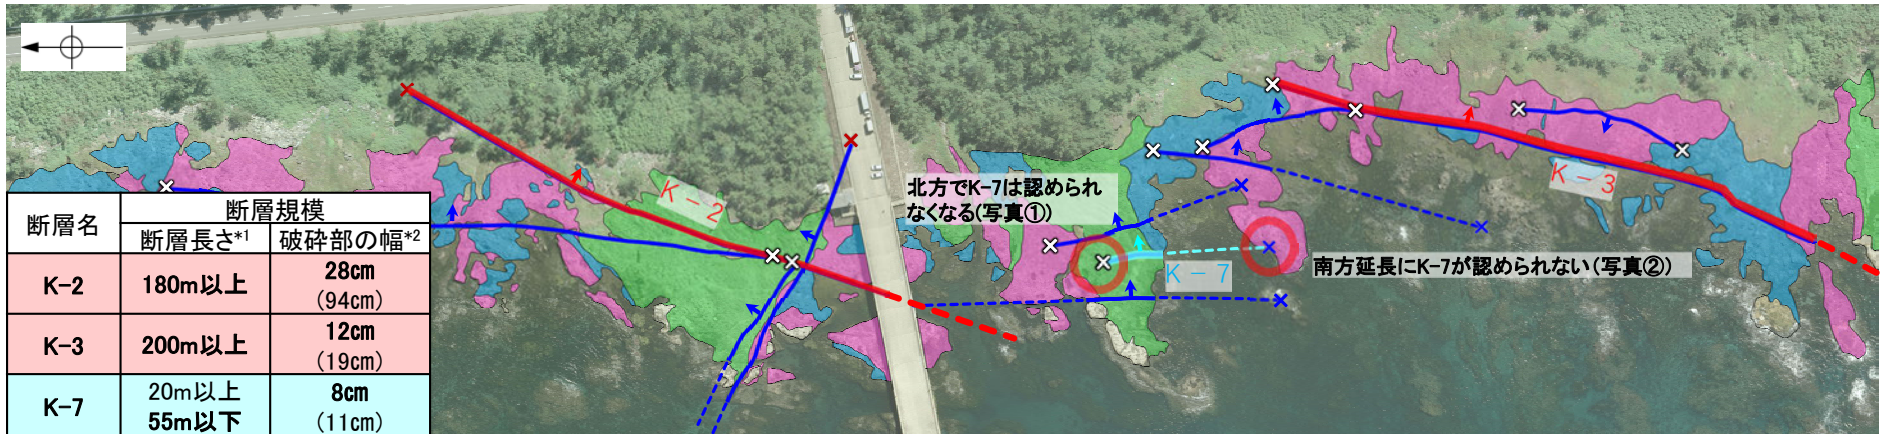 断層名
断層規模
断層長さ*1
破砕部の幅*2
K-2
180m以上
28cm
(94cm)
K-3
200m以上
12cm
(19cm)
K-7
20m以上
55m以下
8cm
(11cm)
K-2
北方でK-7は認められ
なくなる(写真①)
K-7
南方延長にK-7が認められない(写真②)
K-3